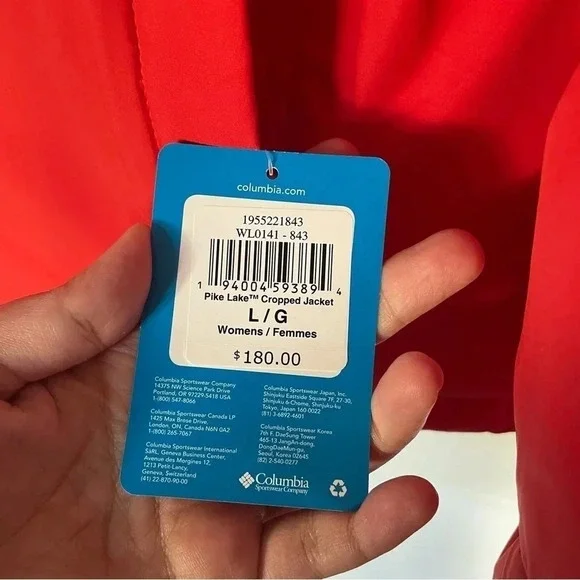 columbia.com
1955221843
WL0141 - 843
1 94004 59389 4
Pike Lake™ Cropped Jacket
L / G
Womens / Femmes
$180.00
Columbia Sportswear Company
14375 NW Science Park Drive
Portland, OR 97229-5418 USA
1-(800) 547-8066
Columbia Sportswear Canada LP
1425 Max Brose Drive,
London, ON, Canada N6N 0A2
1-(800) 265-7067
Columbia Sportswear International
SàRL, Geneva Business Center,
Avenue des Morgines 12,
1213 Petit-Lancy,
Geneva, Switzerland
(41) 22-870-90-00
Columbia Sportswear Japan, Inc.
Shinjuku Eastside Square 7F, 27-30,
Shinjuku 6-Chome, Shinjuku-ku
Tokyo, Japan 160-0022
(81) 3-6892-4601
Columbia Sportswear Korea
7th F. DaeSung Tower
465-13 JangAn-dong,
DongDaeMun-gu,
Seoul, Korea 02645
(82) 2-540-0277
Columbia
Sportswear Company